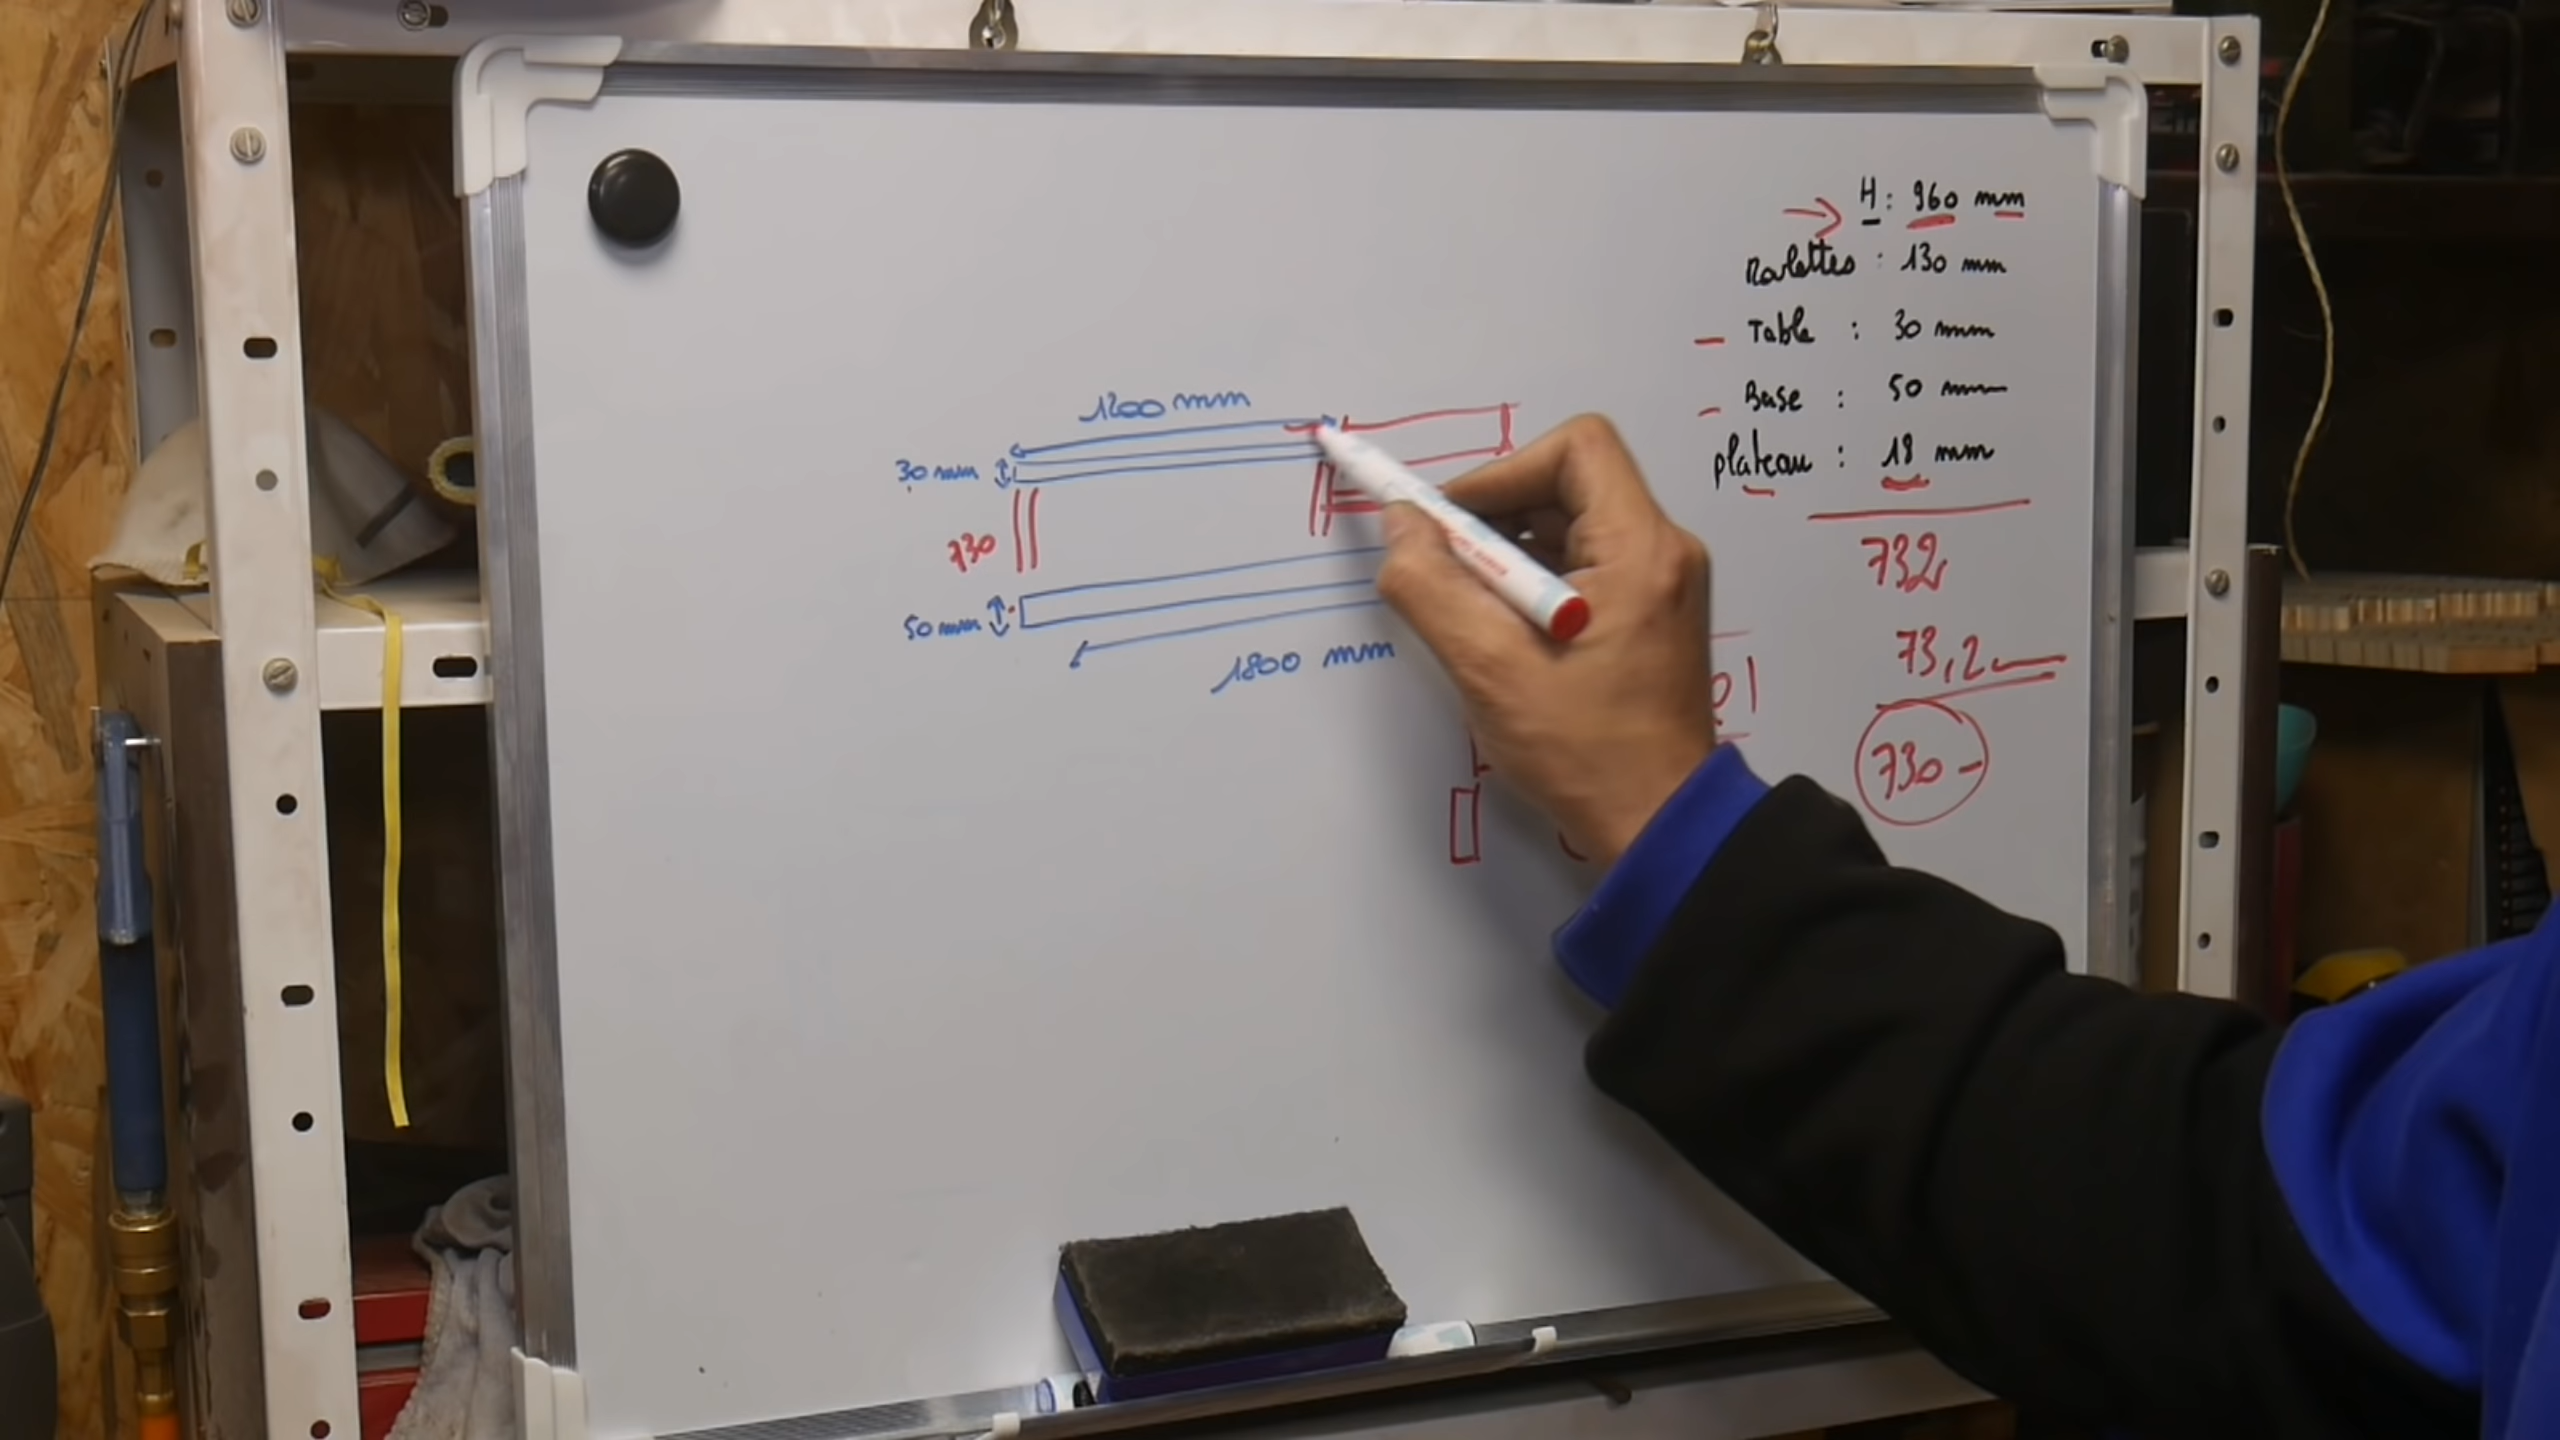 H: 960 mm
Roulettes : 130 mm
Table : 30 mm
Base : 50 mm
plateau : 18 mm
732
73,2
730
1200 mm
30 mm
730
50 mm
1800 mm